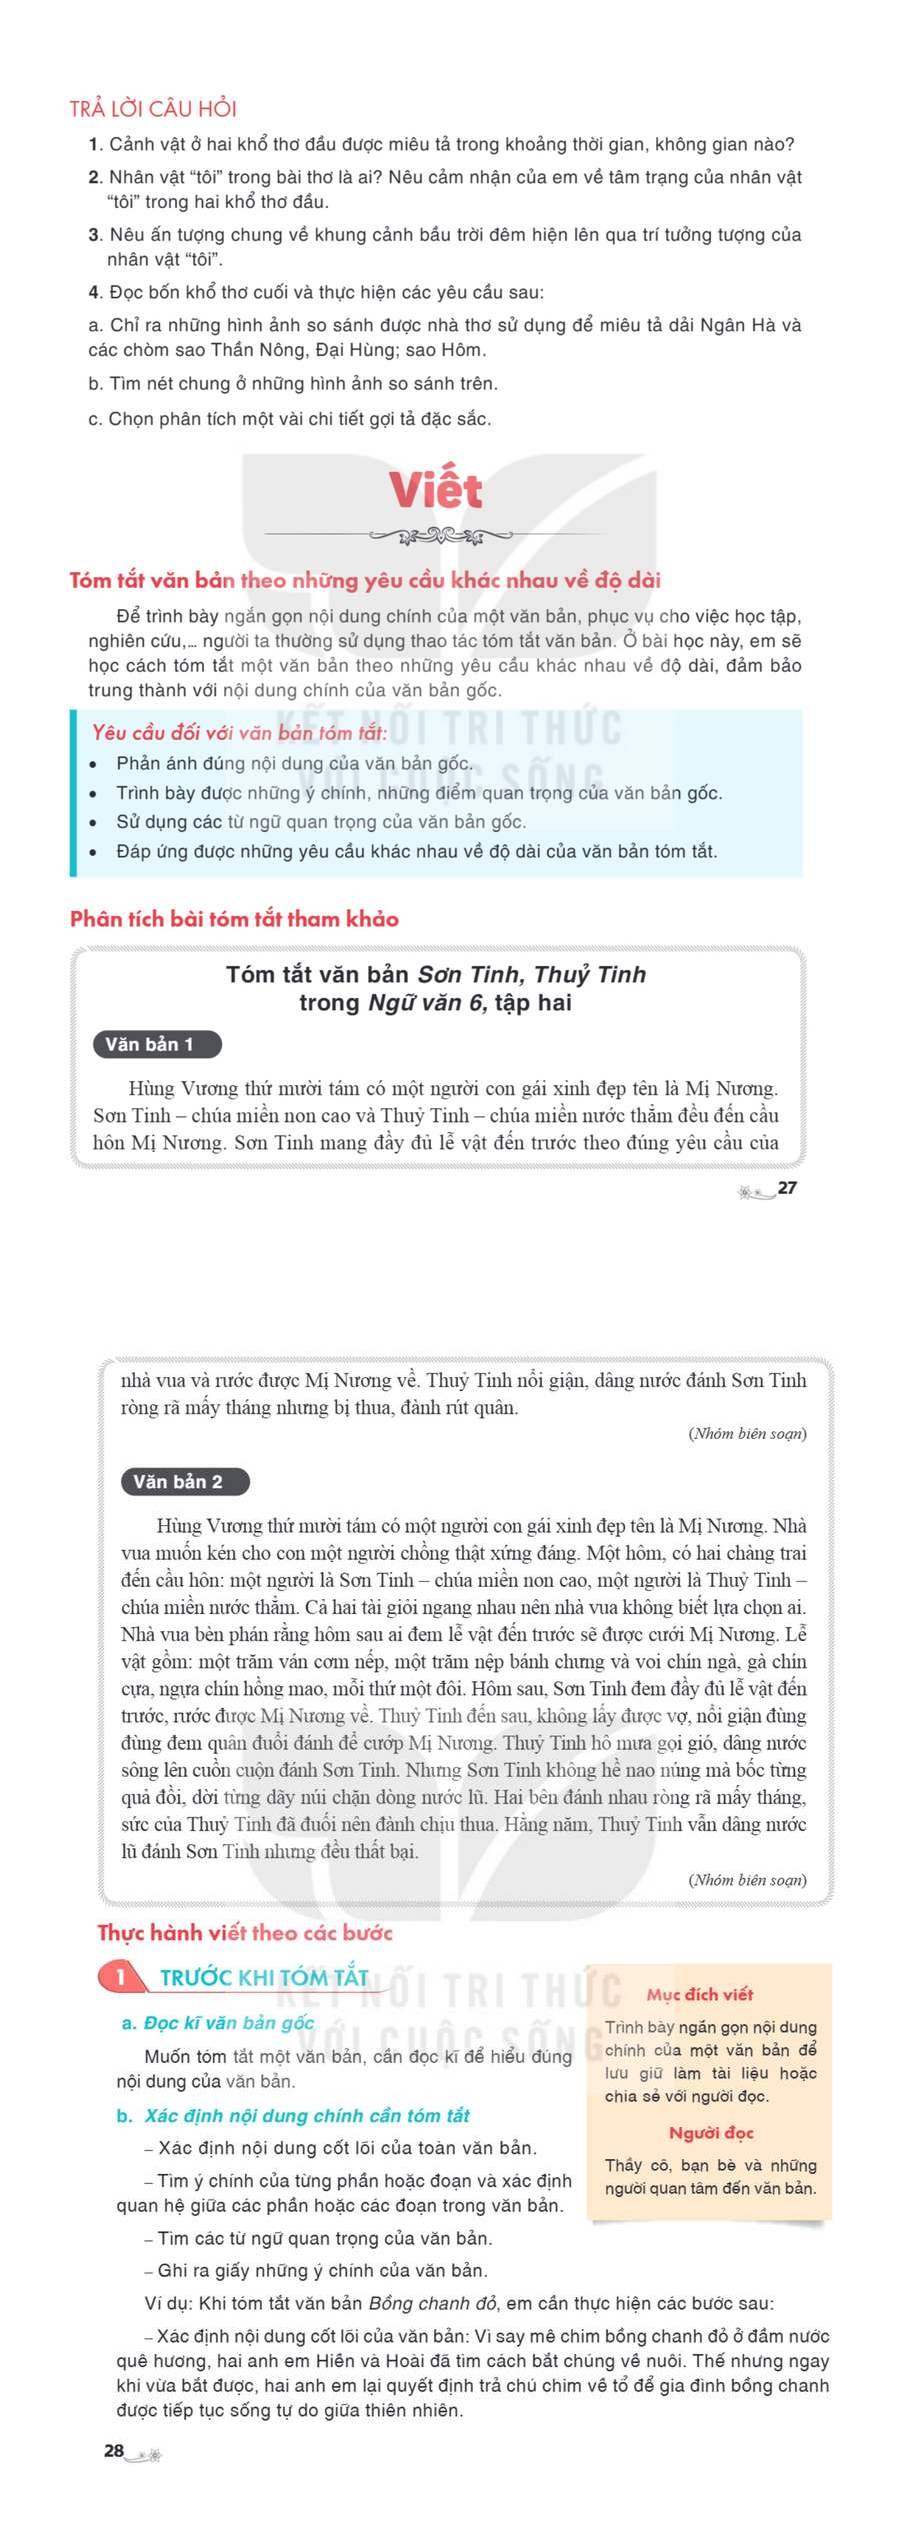 TRẢ LỜI CÂU HỎI
1. Cảnh vật ở hai khổ thơ đầu được miêu tả trong khoảng thời gian, không gian nào?
2. Nhân vật “tôi” trong bài thơ là ai? Nêu cảm nhận của em về tâm trạng của nhân vật
“tôi” trong hai khổ thơ đầu.
3. Nêu ấn tượng chung về khung cảnh bầu trời đêm hiện lên qua trí tưởng tượng của
nhân vật “tôi”.
4. Đọc bốn khổ thơ cuối và thực hiện các yêu cầu sau:
a. Chỉ ra những hình ảnh so sánh được nhà thơ sử dụng để miêu tả dải Ngân Hà và
các chòm sao Thần Nông, Đại Hùng; sao Hôm.
b. Tìm nét chung ở những hình ảnh so sánh trên.
c. Chọn phân tích một vài chi tiết gợi tả đặc sắc.
Viết
Tóm tắt văn bản theo những yêu cầu khác nhau về độ dài
Để trình bày ngắn gọn nội dung chính của một văn bản, phục vụ cho việc học tập,
nghiên cứu,... người ta thường sử dụng thao tác tóm tắt văn bản. Ở bài học này, em sẽ
học cách tóm tắt một văn bản theo những yêu cầu khác nhau về độ dài, đảm bảo
trung thành với nội dung chính của văn bản gốc.
KẾT NỐI TRI THỨC
VỚI CUỘC SỐNG
Yêu cầu đối với văn bản tóm tắt:
• Phản ánh đúng nội dung của văn bản gốc.
• Trình bày được những ý chính, những điểm quan trọng của văn bản gốc.
• Sử dụng các từ ngữ quan trọng của văn bản gốc.
• Đáp ứng được những yêu cầu khác nhau về độ dài của văn bản tóm tắt.
Phân tích bài tóm tắt tham khảo
Tóm tắt văn bản Sơn Tinh, Thuỷ Tinh
trong Ngữ văn 6, tập hai
Văn bản 1
Hùng Vương thứ mười tám có một người con gái xinh đẹp tên là Mị Nương.
Sơn Tinh – chúa miền non cao và Thuỷ Tinh – chúa miền nước thẳm đều đến cầu
hôn Mị Nương. Sơn Tinh mang đầy đủ lễ vật đến trước theo đúng yêu cầu của
27
nhà vua và rước được Mị Nương về. Thuỷ Tinh nổi giận, dâng nước đánh Sơn Tinh
ròng rã mấy tháng nhưng bị thua, đành rút quân.
(Nhóm biên soạn)
Văn bản 2
Hùng Vương thứ mười tám có một người con gái xinh đẹp tên là Mị Nương. Nhà
vua muốn kén cho con một người chồng thật xứng đáng. Một hôm, có hai chàng trai
đến cầu hôn: một người là Sơn Tinh – chúa miền non cao, một người là Thuỷ Tinh –
chúa miền nước thẳm. Cả hai tài giỏi ngang nhau nên nhà vua không biết lựa chọn ai.
Nhà vua bèn phán rằng hôm sau ai đem lễ vật đến trước sẽ được cưới Mị Nương. Lễ
vật gồm: một trăm ván cơm nếp, một trăm nệp bánh chưng và voi chín ngà, gà chín
cựa, ngựa chín hồng mao, mỗi thứ một đôi. Hôm sau, Sơn Tinh đem đầy đủ lễ vật đến
trước, rước được Mị Nương về. Thuỷ Tinh đến sau, không lấy được vợ, nổi giận đùng
đùng đem quân đuổi đánh để cướp Mị Nương. Thuỷ Tinh hô mưa gọi gió, dâng nước
sông lên cuồn cuộn đánh Sơn Tinh. Nhưng Sơn Tinh không hề nao núng mà bốc từng
quả đồi, dời từng dãy núi chặn dòng nước lũ. Hai bên đánh nhau ròng rã mấy tháng,
sức của Thuỷ Tinh đã đuối nên đành chịu thua. Hằng năm, Thuỷ Tinh vẫn dâng nước
lũ đánh Sơn Tinh nhưng đều thất bại.
(Nhóm biên soạn)
Thực hành viết theo các bước
1 TRƯỚC KHI TÓM TẮT
KẾT NỐI TRI THỨC
VỚI CUỘC SỐNG
a. Đọc kĩ văn bản gốc
Muốn tóm tắt một văn bản, cần đọc kĩ để hiểu đúng
nội dung của văn bản.
b. Xác định nội dung chính cần tóm tắt
– Xác định nội dung cốt lõi của toàn văn bản.
– Tìm ý chính của từng phần hoặc đoạn và xác định
quan hệ giữa các phần hoặc các đoạn trong văn bản.
– Tìm các từ ngữ quan trọng của văn bản.
– Ghi ra giấy những ý chính của văn bản.
Mục đích viết
Trình bày ngắn gọn nội dung
chính của một văn bản để
lưu giữ làm tài liệu hoặc
chia sẻ với người đọc.
Người đọc
Thầy cô, bạn bè và những
người quan tâm đến văn bản.
Ví dụ: Khi tóm tắt văn bản Bồng chanh đỏ, em cần thực hiện các bước sau:
– Xác định nội dung cốt lõi của văn bản: Vì say mê chim bồng chanh đỏ ở đầm nước
quê hương, hai anh em Hiền và Hoài đã tìm cách bắt chúng về nuôi. Thế nhưng ngay
khi vừa bắt được, hai anh em lại quyết định trả chú chim về tổ để gia đình bồng chanh
được tiếp tục sống tự do giữa thiên nhiên.
28